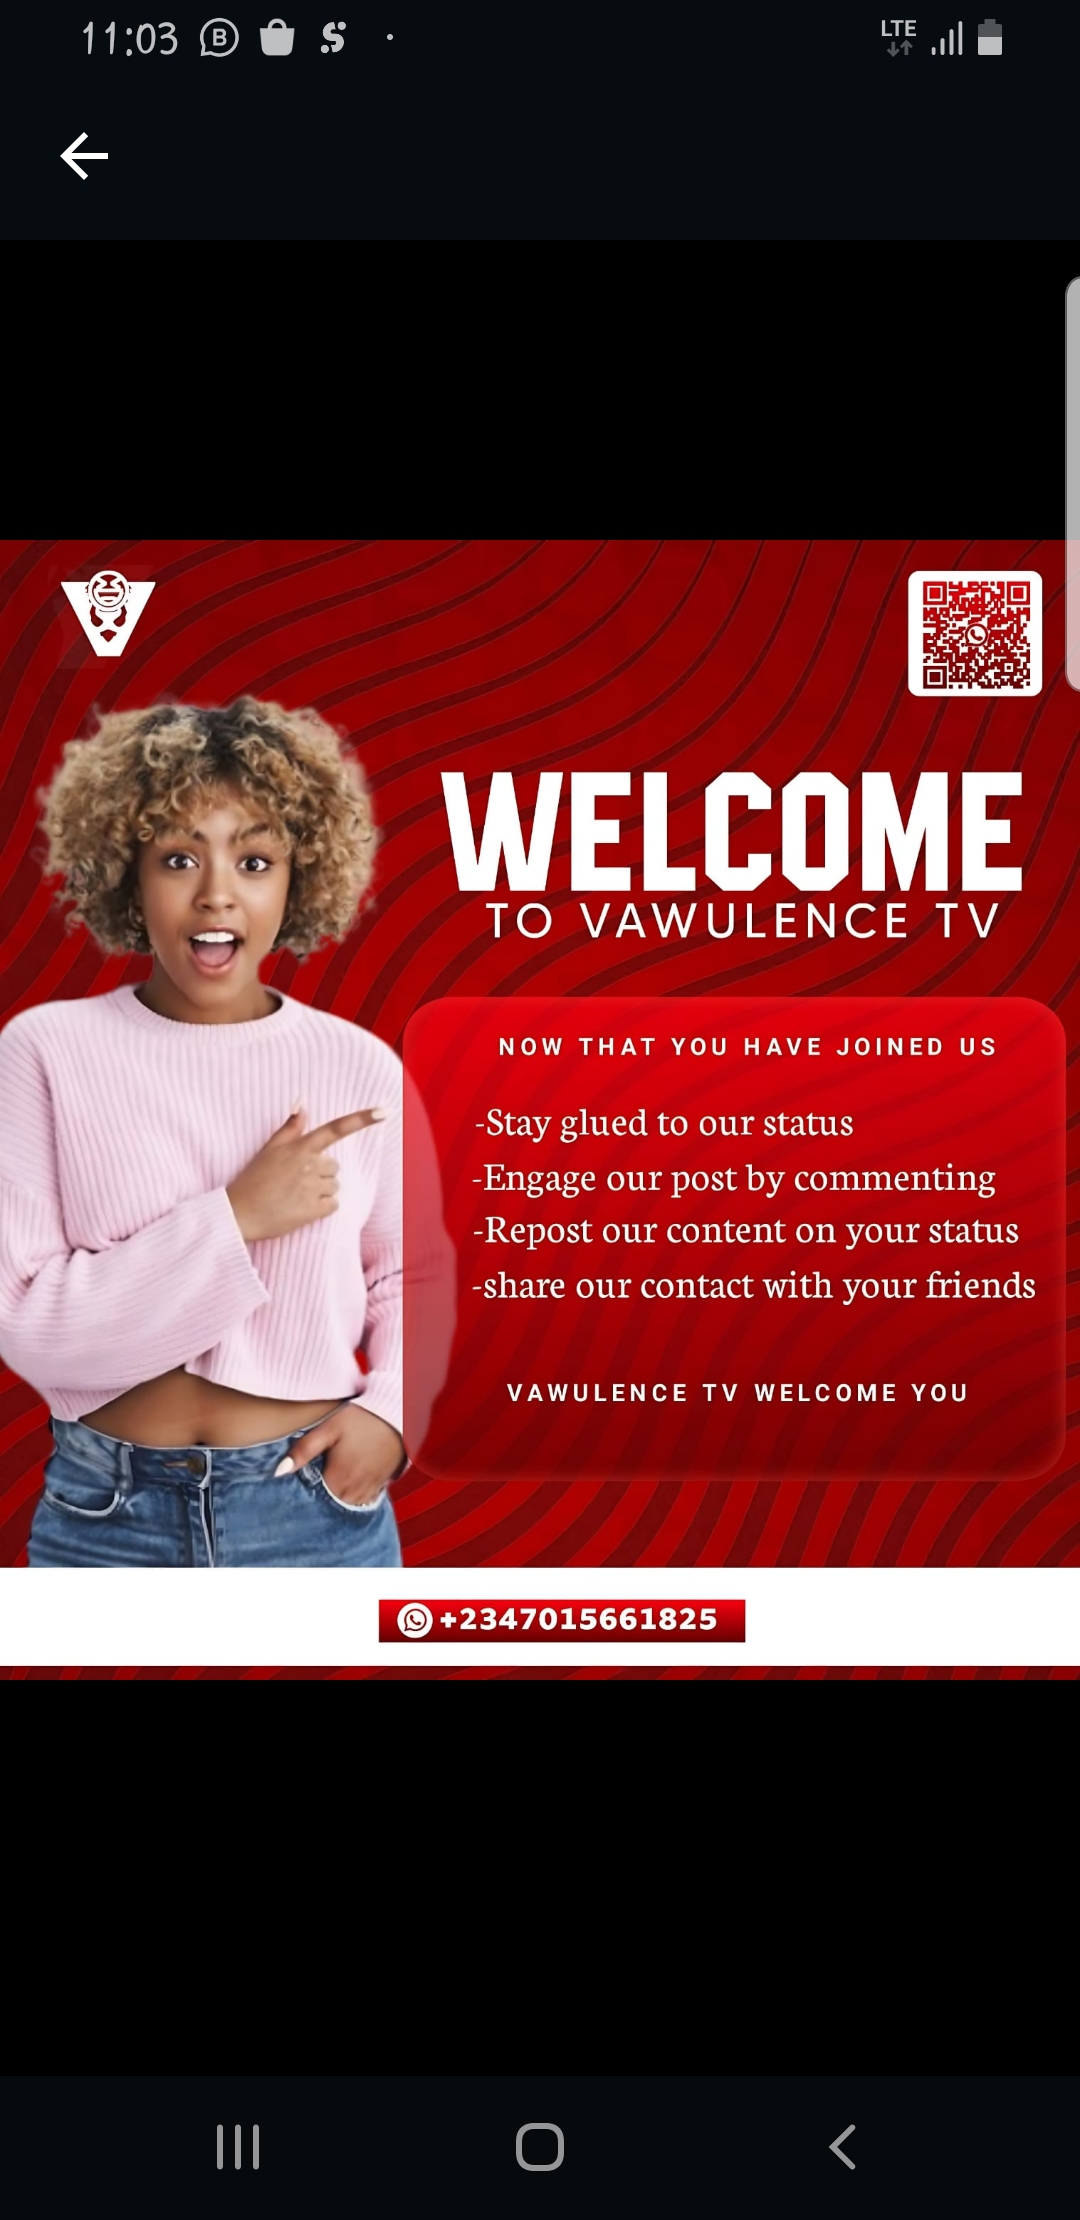 11:03
LTE
WELCOME
TO VAWULENCE TV
NOW THAT YOU HAVE JOINED US
-Stay glued to our status
-Engage our post by commenting
-Repost our content on your status
-share our contact with your friends
VAWULENCE TV WELCOME YOU
+2347015661825